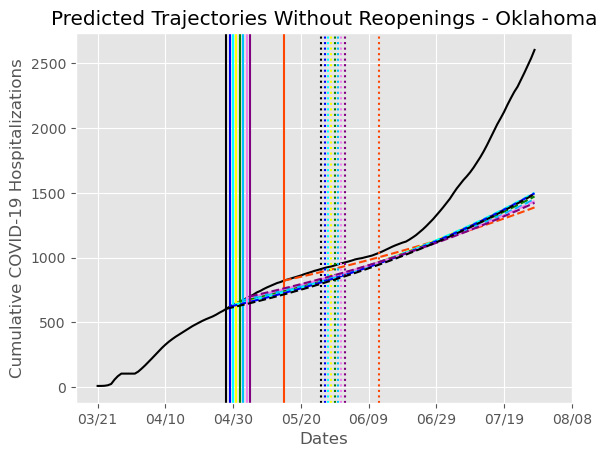 Predicted Trajectories Without Reopenings - Oklahoma
Cumulative COVID-19 Hospitalizations
2500
2000
1500
1000
500
0
03/21 04/10 04/30 05/20 06/09 06/29 07/19 08/08
Dates